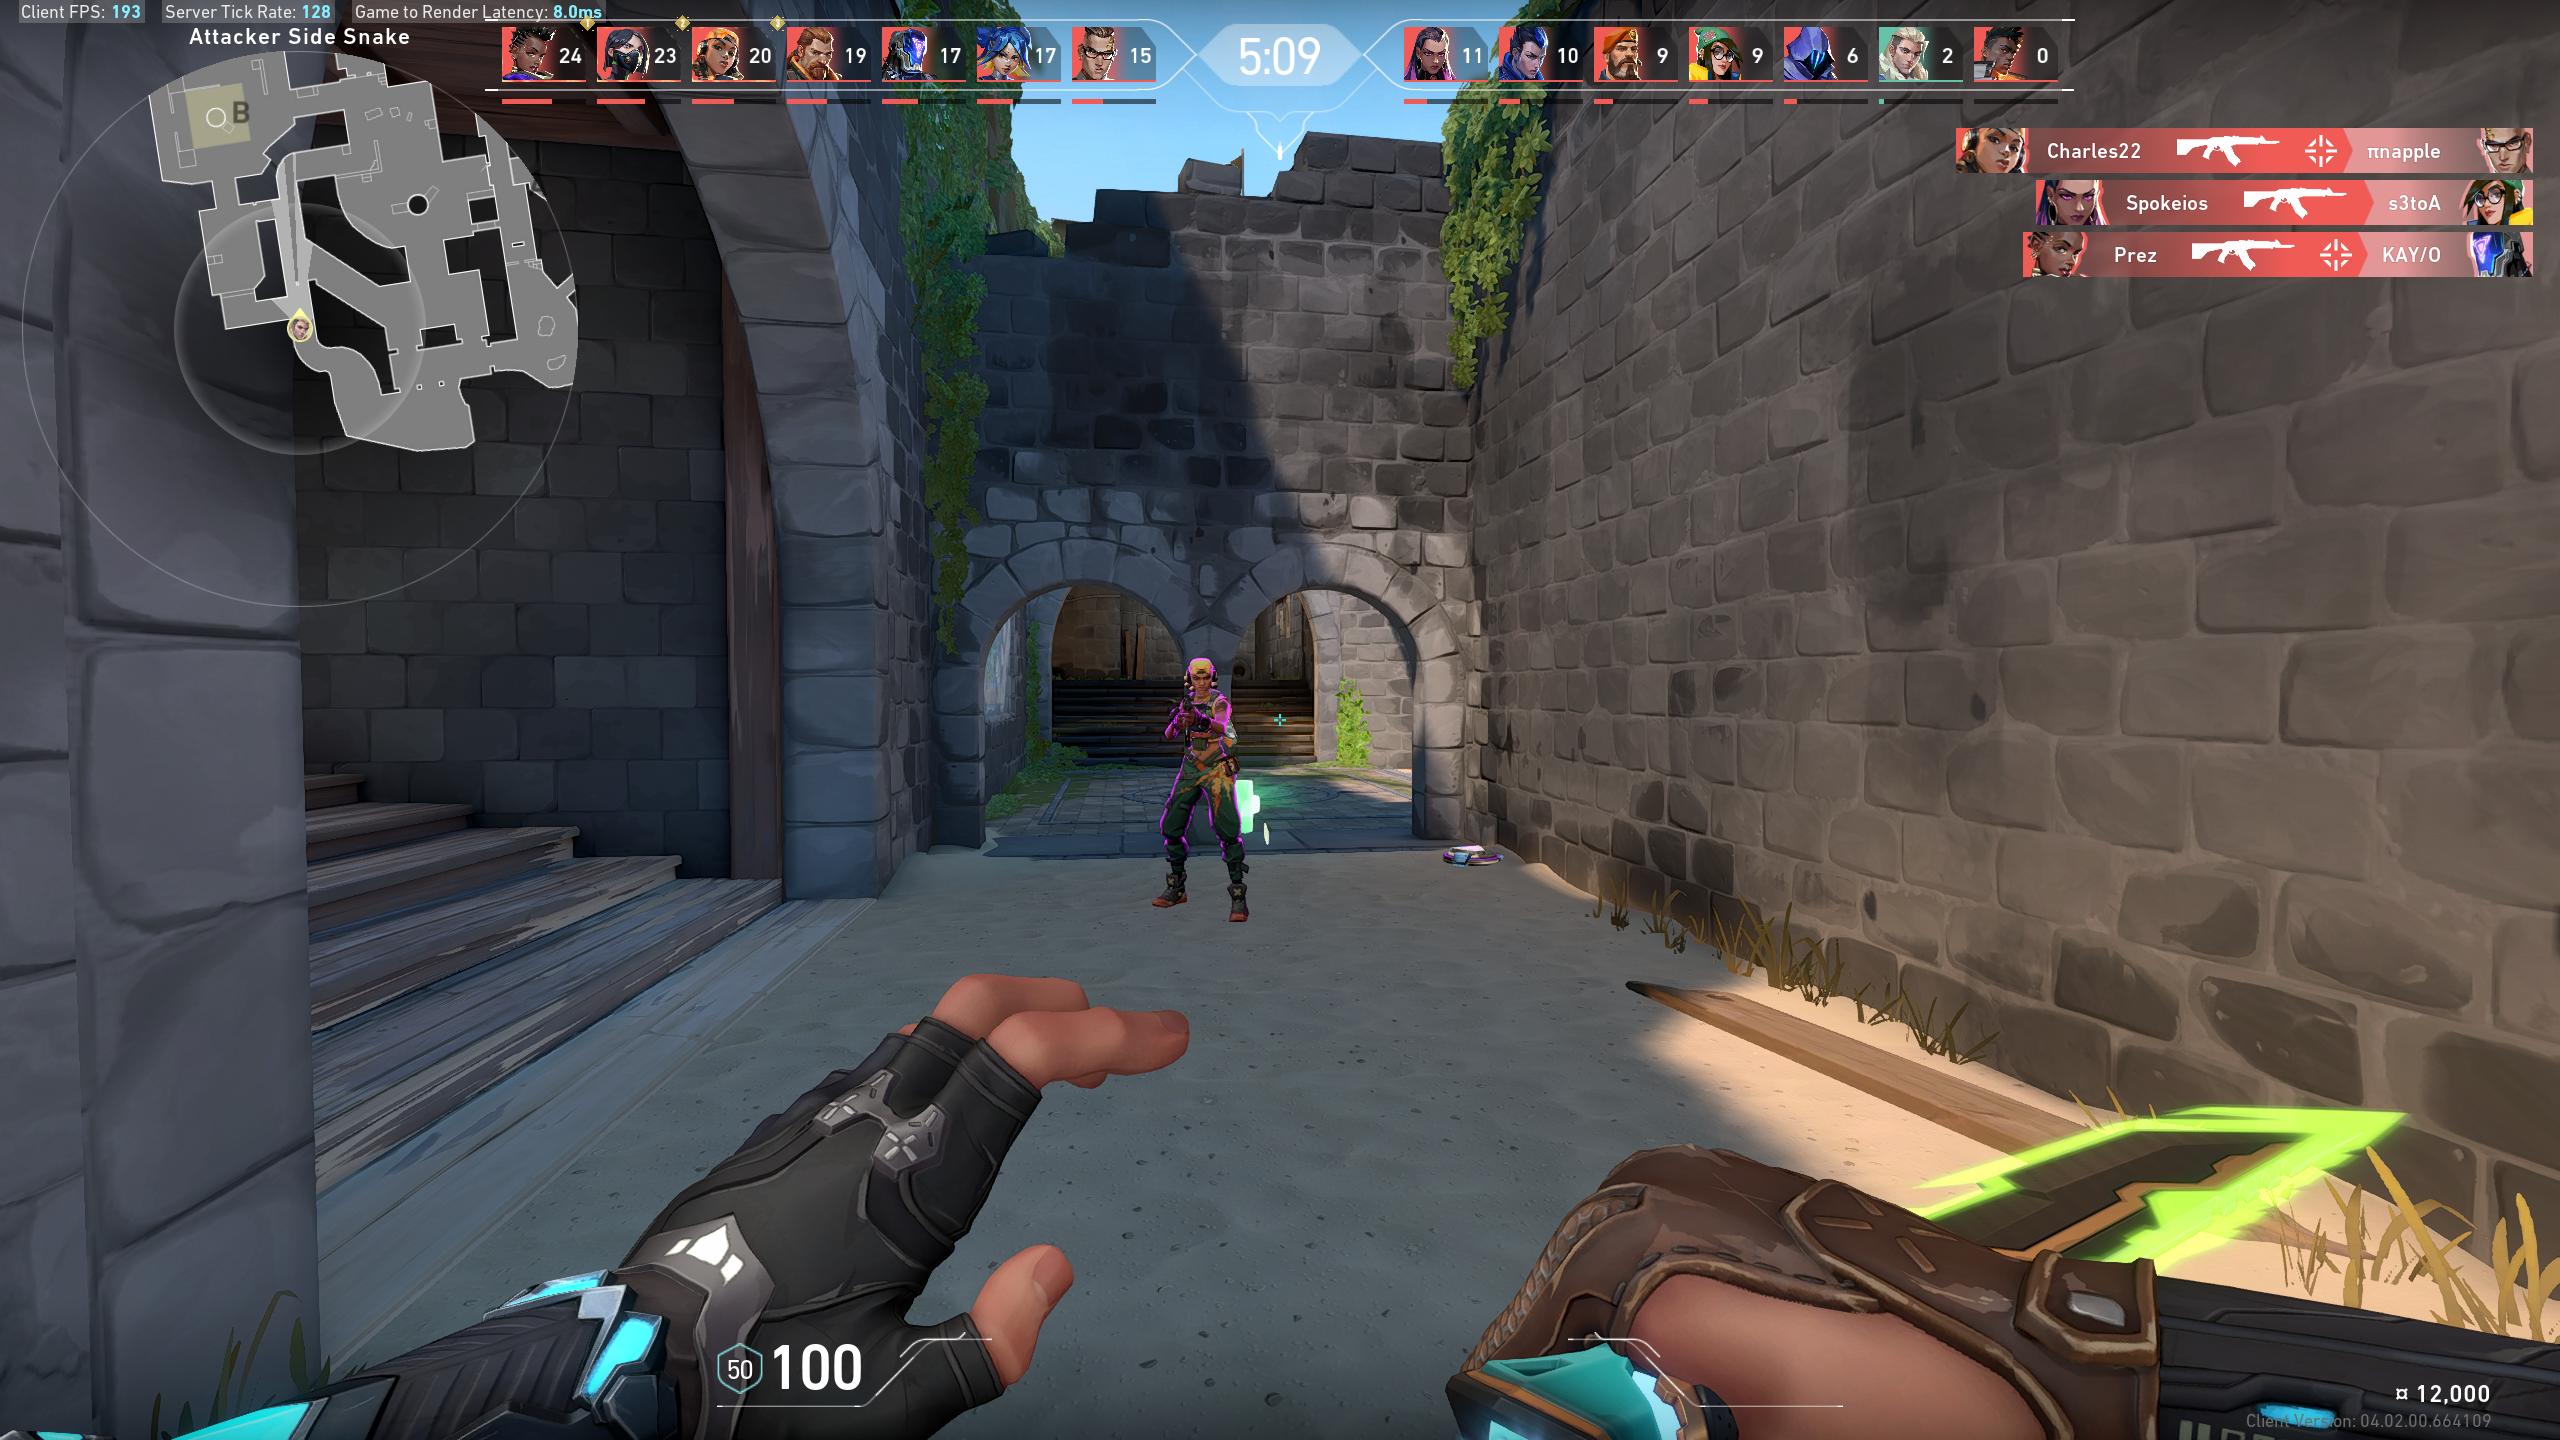 Client FPS: 193 Server Tick Rate: 128 Game to Render Latency: 8.0ms
Attacker Side Snake
24 23 20 19 17 17 15 5:09 11 10 9 9 6 2 0
B
Charles22 πnapple
Spokeios s3toA
Prez KAY/O
50 100
¤ 12,000
Client Version: 04.02.00.664109